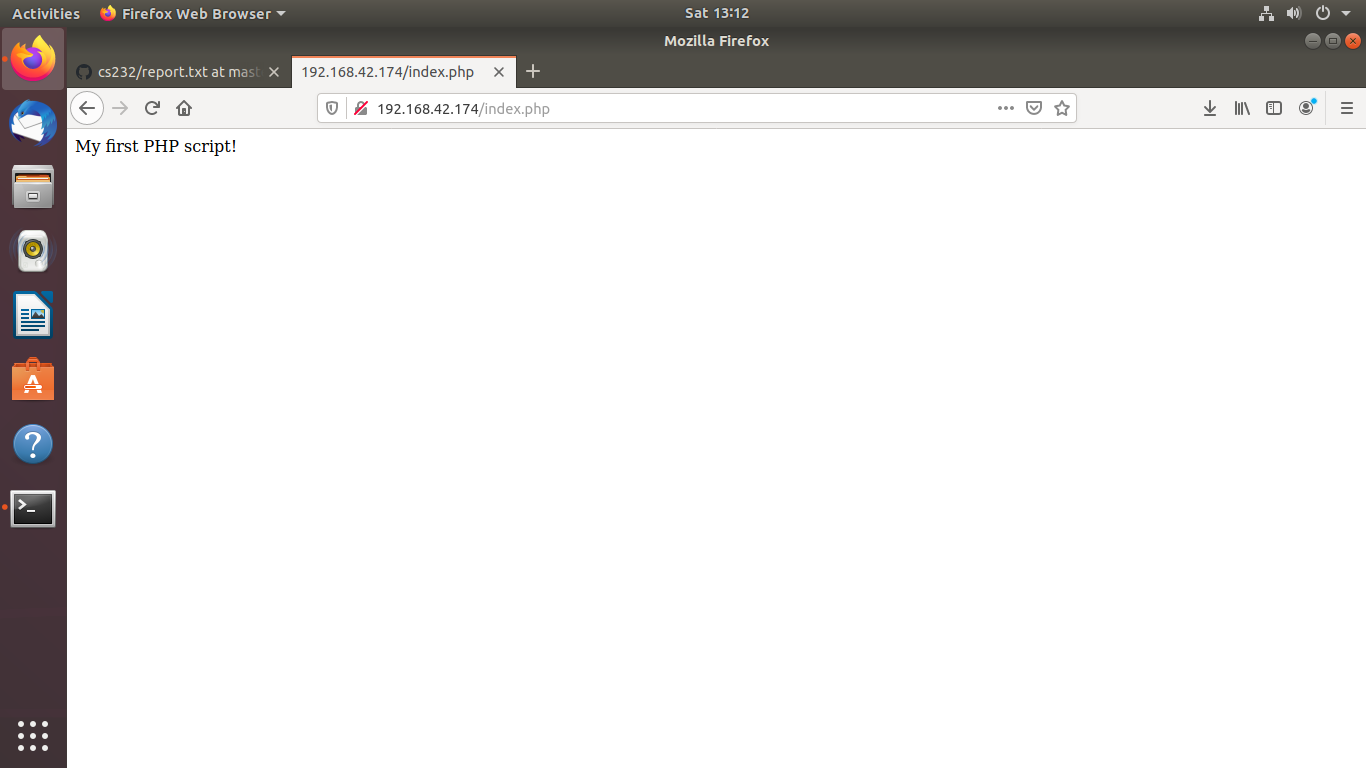 Activities
Firefox Web Browser
Sat 13:12
Mozilla Firefox
cs232/report.txt at mast
192.168.42.174/index.php
192.168.42.174/index.php
My first PHP script!